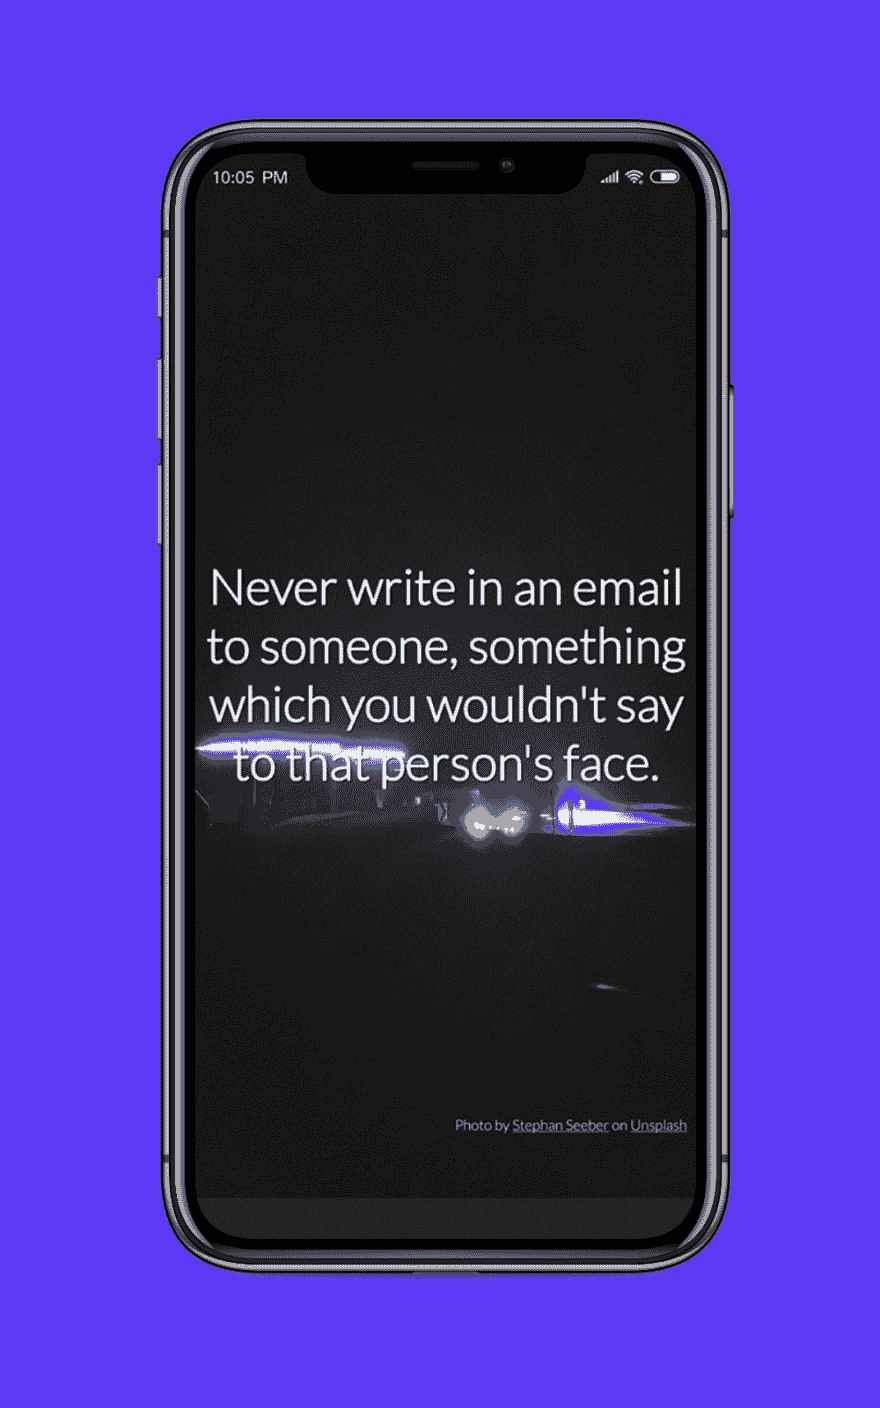 10:05 PM
Never write in an email
to someone, something
which you wouldn't say
to that person's face.
Photo by Stephan Seeber on Unsplash